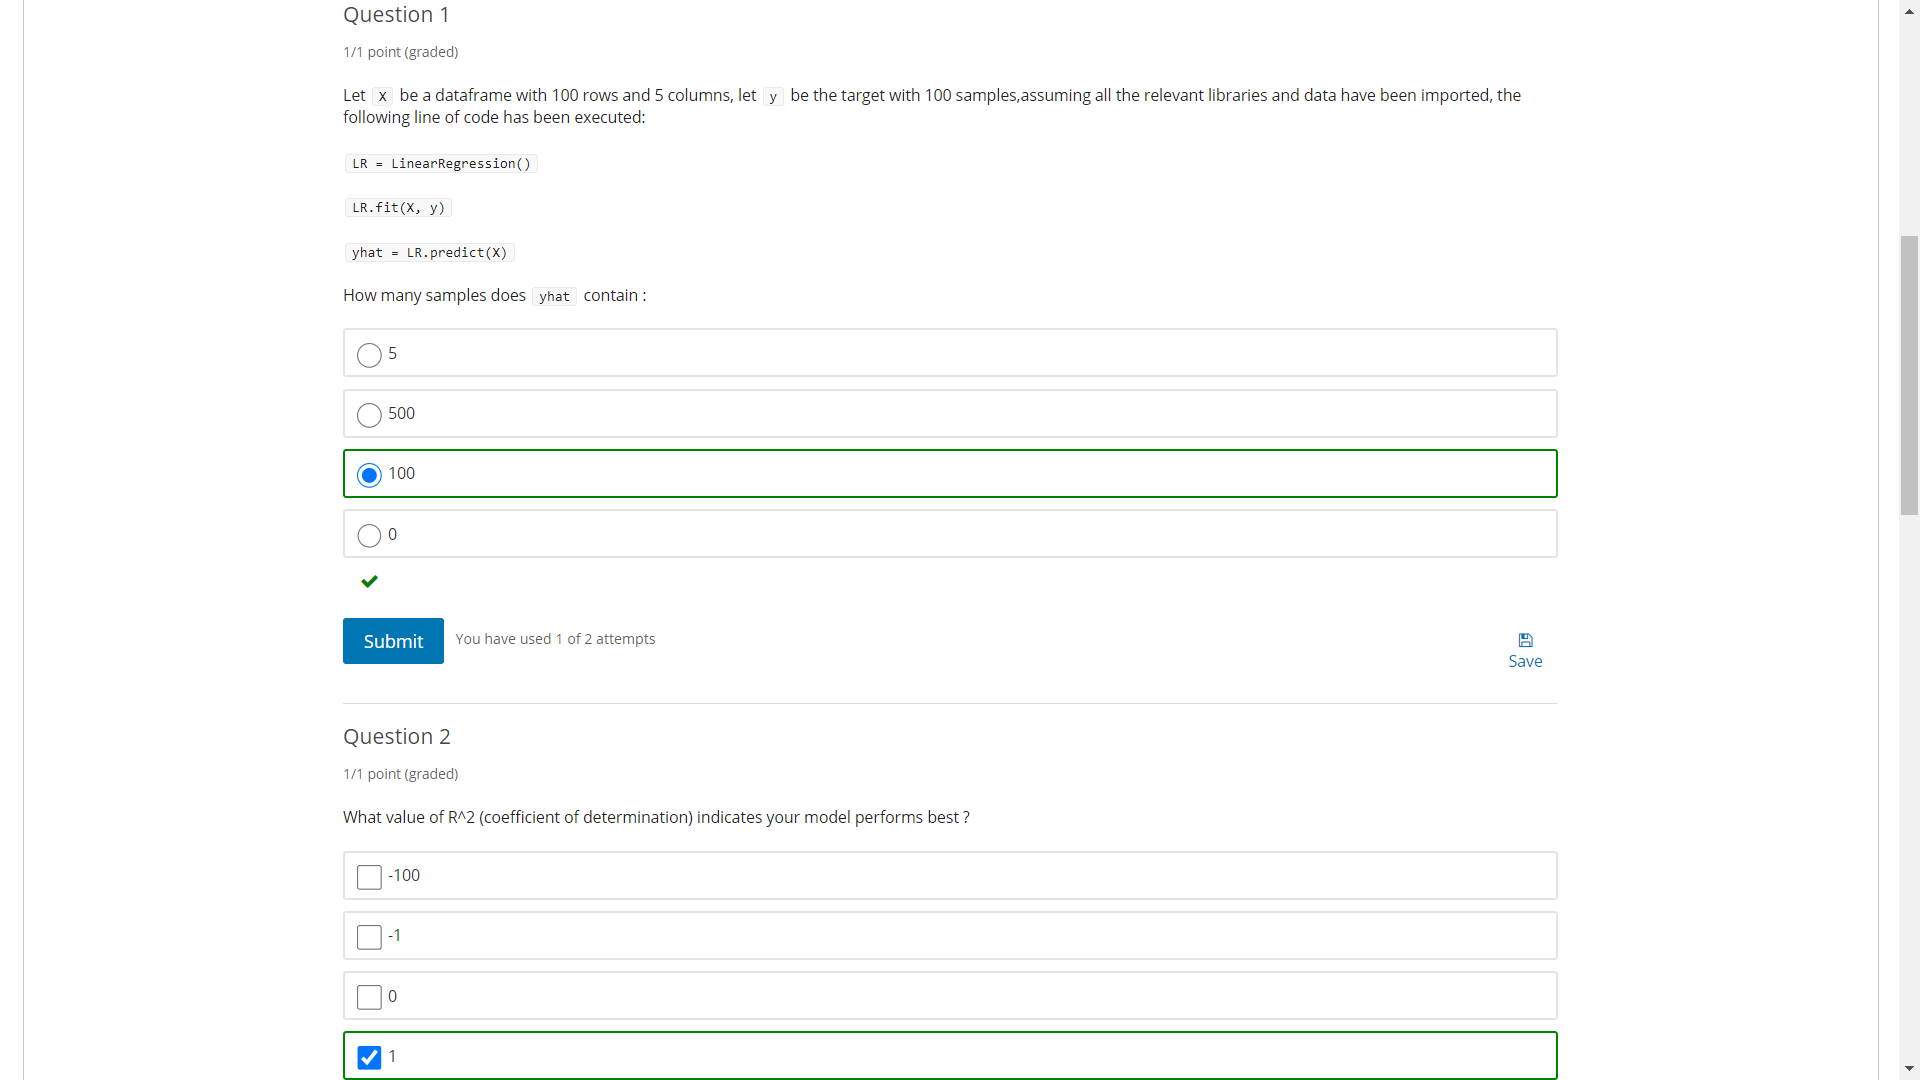 Question 1
1/1 point (graded)
Let X be a dataframe with 100 rows and 5 columns, let y be the target with 100 samples,assuming all the relevant libraries and data have been imported, the
following line of code has been executed:
LR = LinearRegression()
LR.fit(X, y)
yhat = LR.predict(X)
How many samples does yhat contain :
5
500
100
0
Submit You have used 1 of 2 attempts
Save
Question 2
1/1 point (graded)
What value of R^2 (coefficient of determination) indicates your model performs best ?
-100
-1
0
1